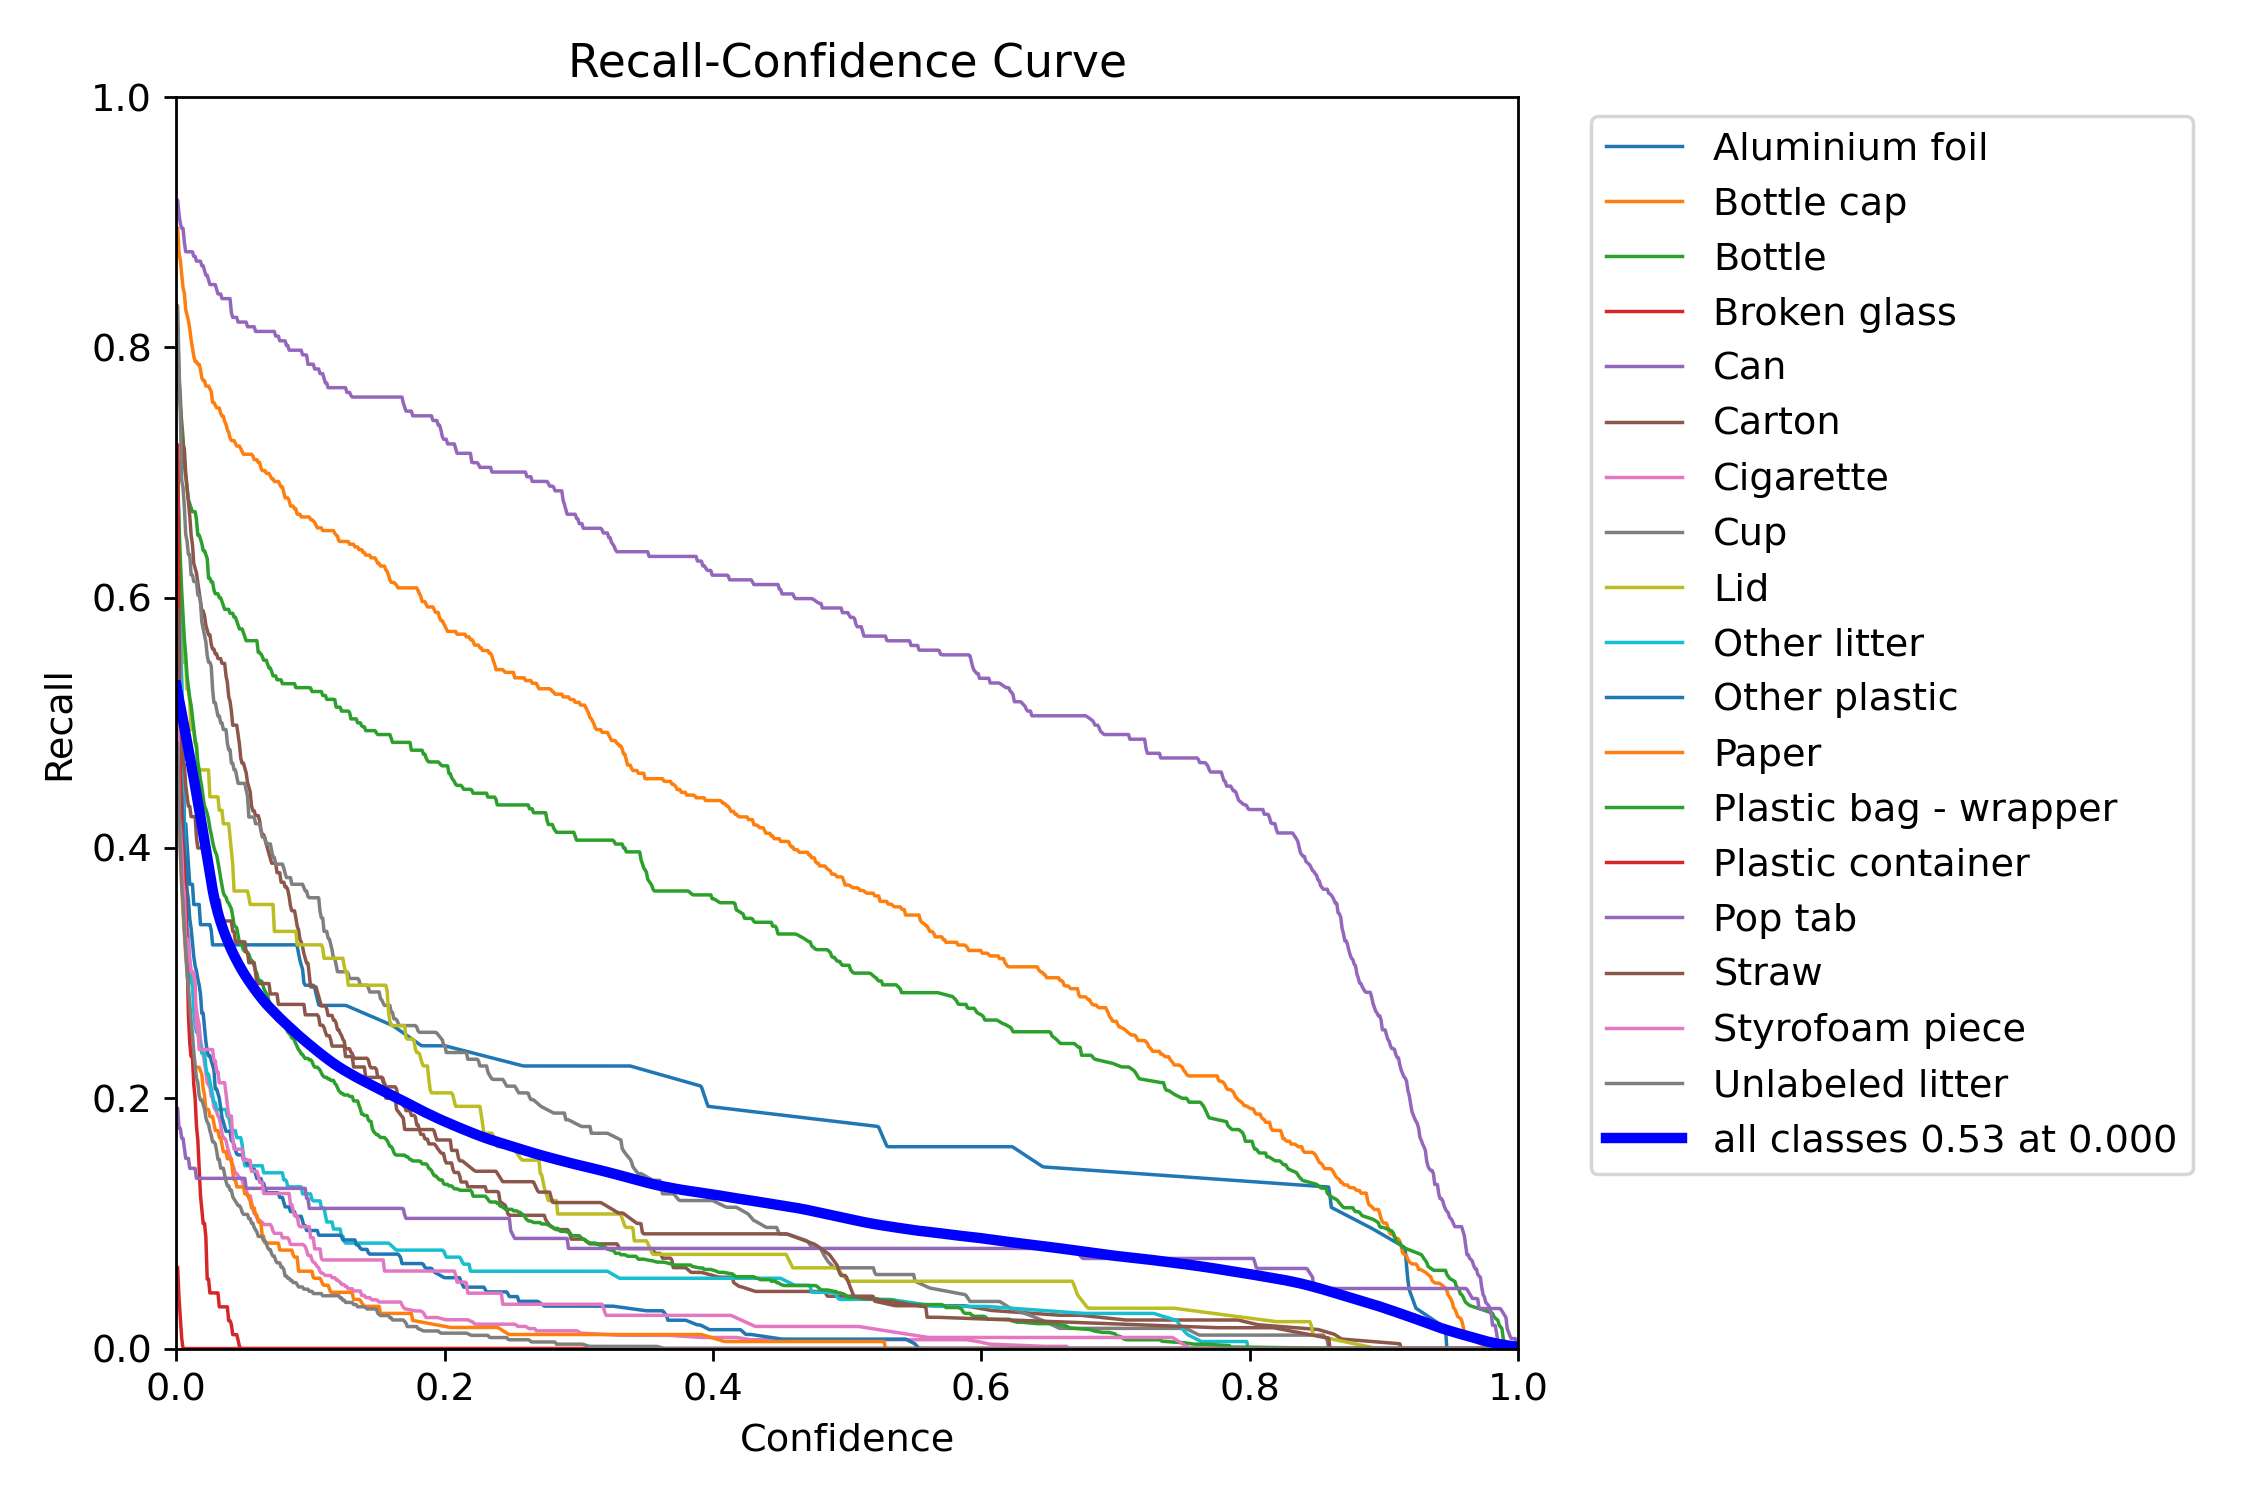 Recall-Confidence Curve
1.0
0.8
0.6
0.4
0.2
0.0
Recall
0.0 0.2 0.4 0.6 0.8 1.0
Confidence
Aluminium foil
Bottle cap
Bottle
Broken glass
Can
Carton
Cigarette
Cup
Lid
Other litter
Other plastic
Paper
Plastic bag - wrapper
Plastic container
Pop tab
Straw
Styrofoam piece
Unlabeled litter
all classes 0.53 at 0.000